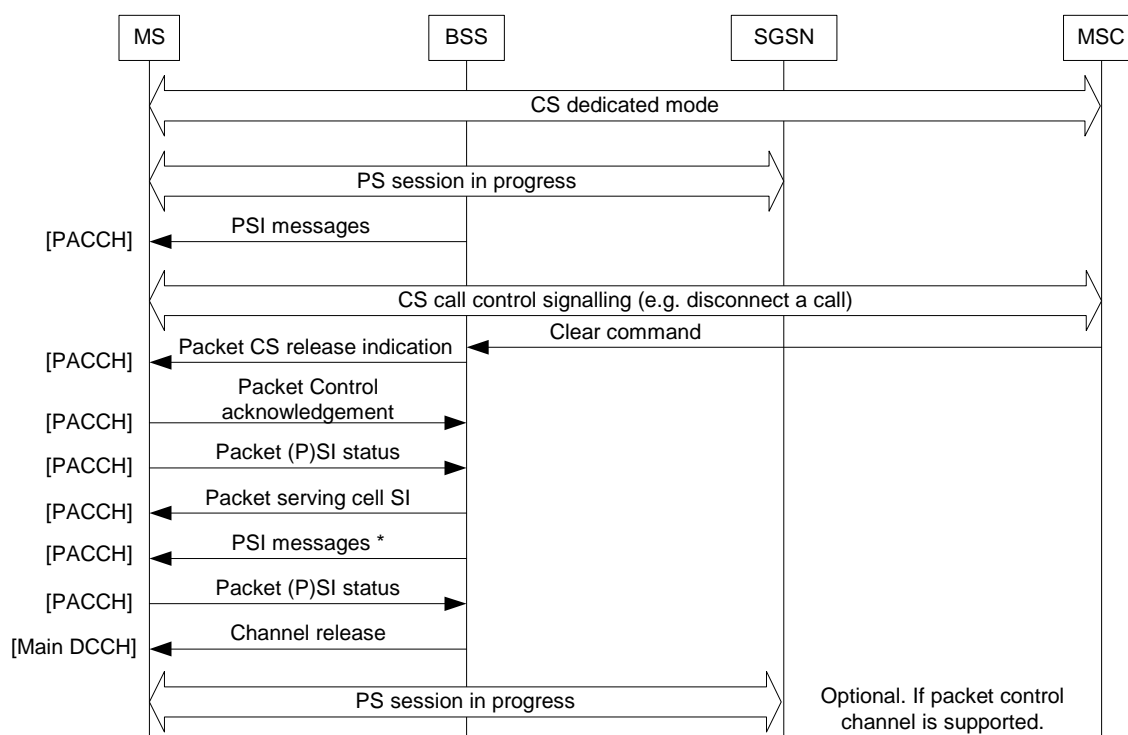 MS
BSS
SGSN
MSC
CS dedicated mode
PS session in progress
PSI messages
[PACCH]
CS call control signalling (e.g. disconnect a call)
Clear command
Packet CS release indication
[PACCH]
Packet Control
acknowledgement
[PACCH]
Packet (P)SI status
[PACCH]
Packet serving cell SI
[PACCH]
PSI messages *
[PACCH]
Packet (P)SI status
[PACCH]
Channel release
[Main DCCH]
PS session in progress
Optional. If packet control
channel is supported.